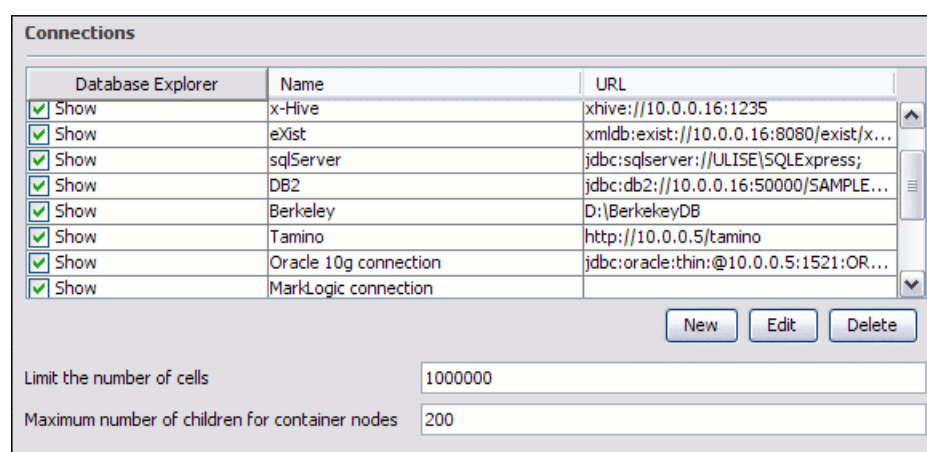 Connections
Database Explorer Name URL
Show x-Hive xhive://10.0.0.16:1235
Show eXist xmldb:exist://10.0.0.16:8080/exist/x...
Show sqlServer jdbc:sqlserver://ULISE\SQLExpress;
Show DB2 jdbc:db2://10.0.0.16:50000/SAMPLE...
Show Berkeley D:\BerkekeyDB
Show Tamino http://10.0.0.5/tamino
Show Oracle 10g connection jdbc:oracle:thin:@10.0.0.5:1521:OR...
Show MarkLogic connection
New Edit Delete
Limit the number of cells 1000000
Maximum number of children for container nodes 200